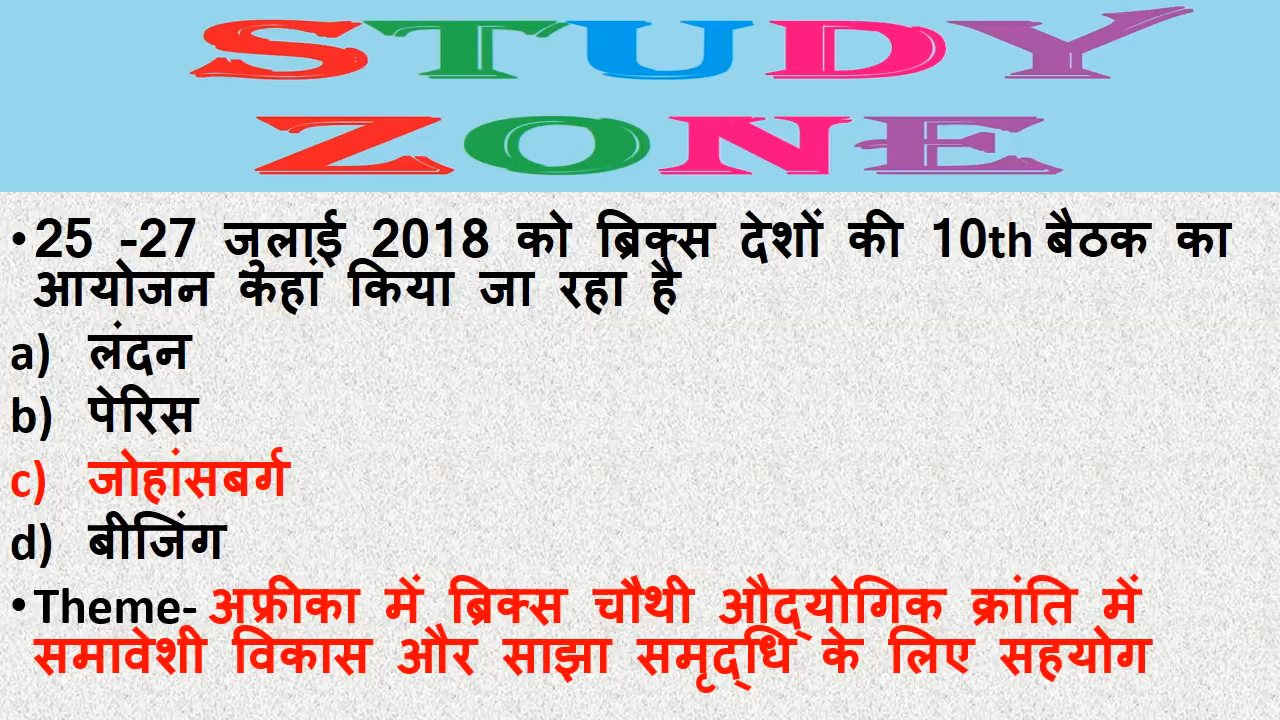 STUDY
ZONE
•25 -27 जुलाई 2018 को ब्रिक्स देशों की 10th बैठक का
आयोजन कहां किया जा रहा है
a) लंदन
b) पेरिस
c) जोहांसबर्ग
d) बीजिंग
•Theme- अफ्रीका में ब्रिक्स चौथी औद्योगिक क्रांति में
समावेशी विकास और साझा समृद्धि के लिए सहयोग